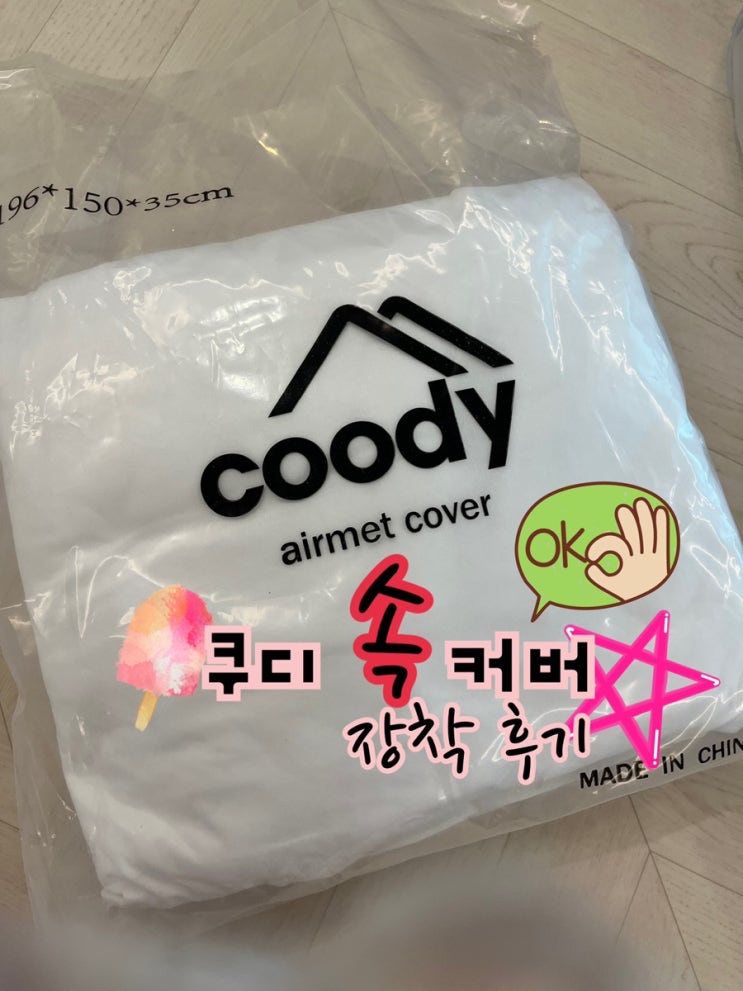 196*150*35cm
coody
airmet cover
OK
쿠디 속 커버
장착 후기
MADE IN CHIN